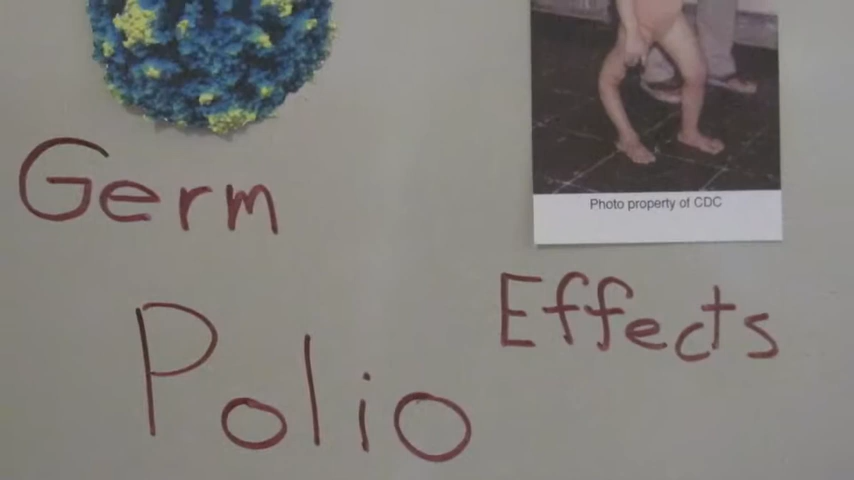 Germ
Photo property of CDC
Effects
Polio